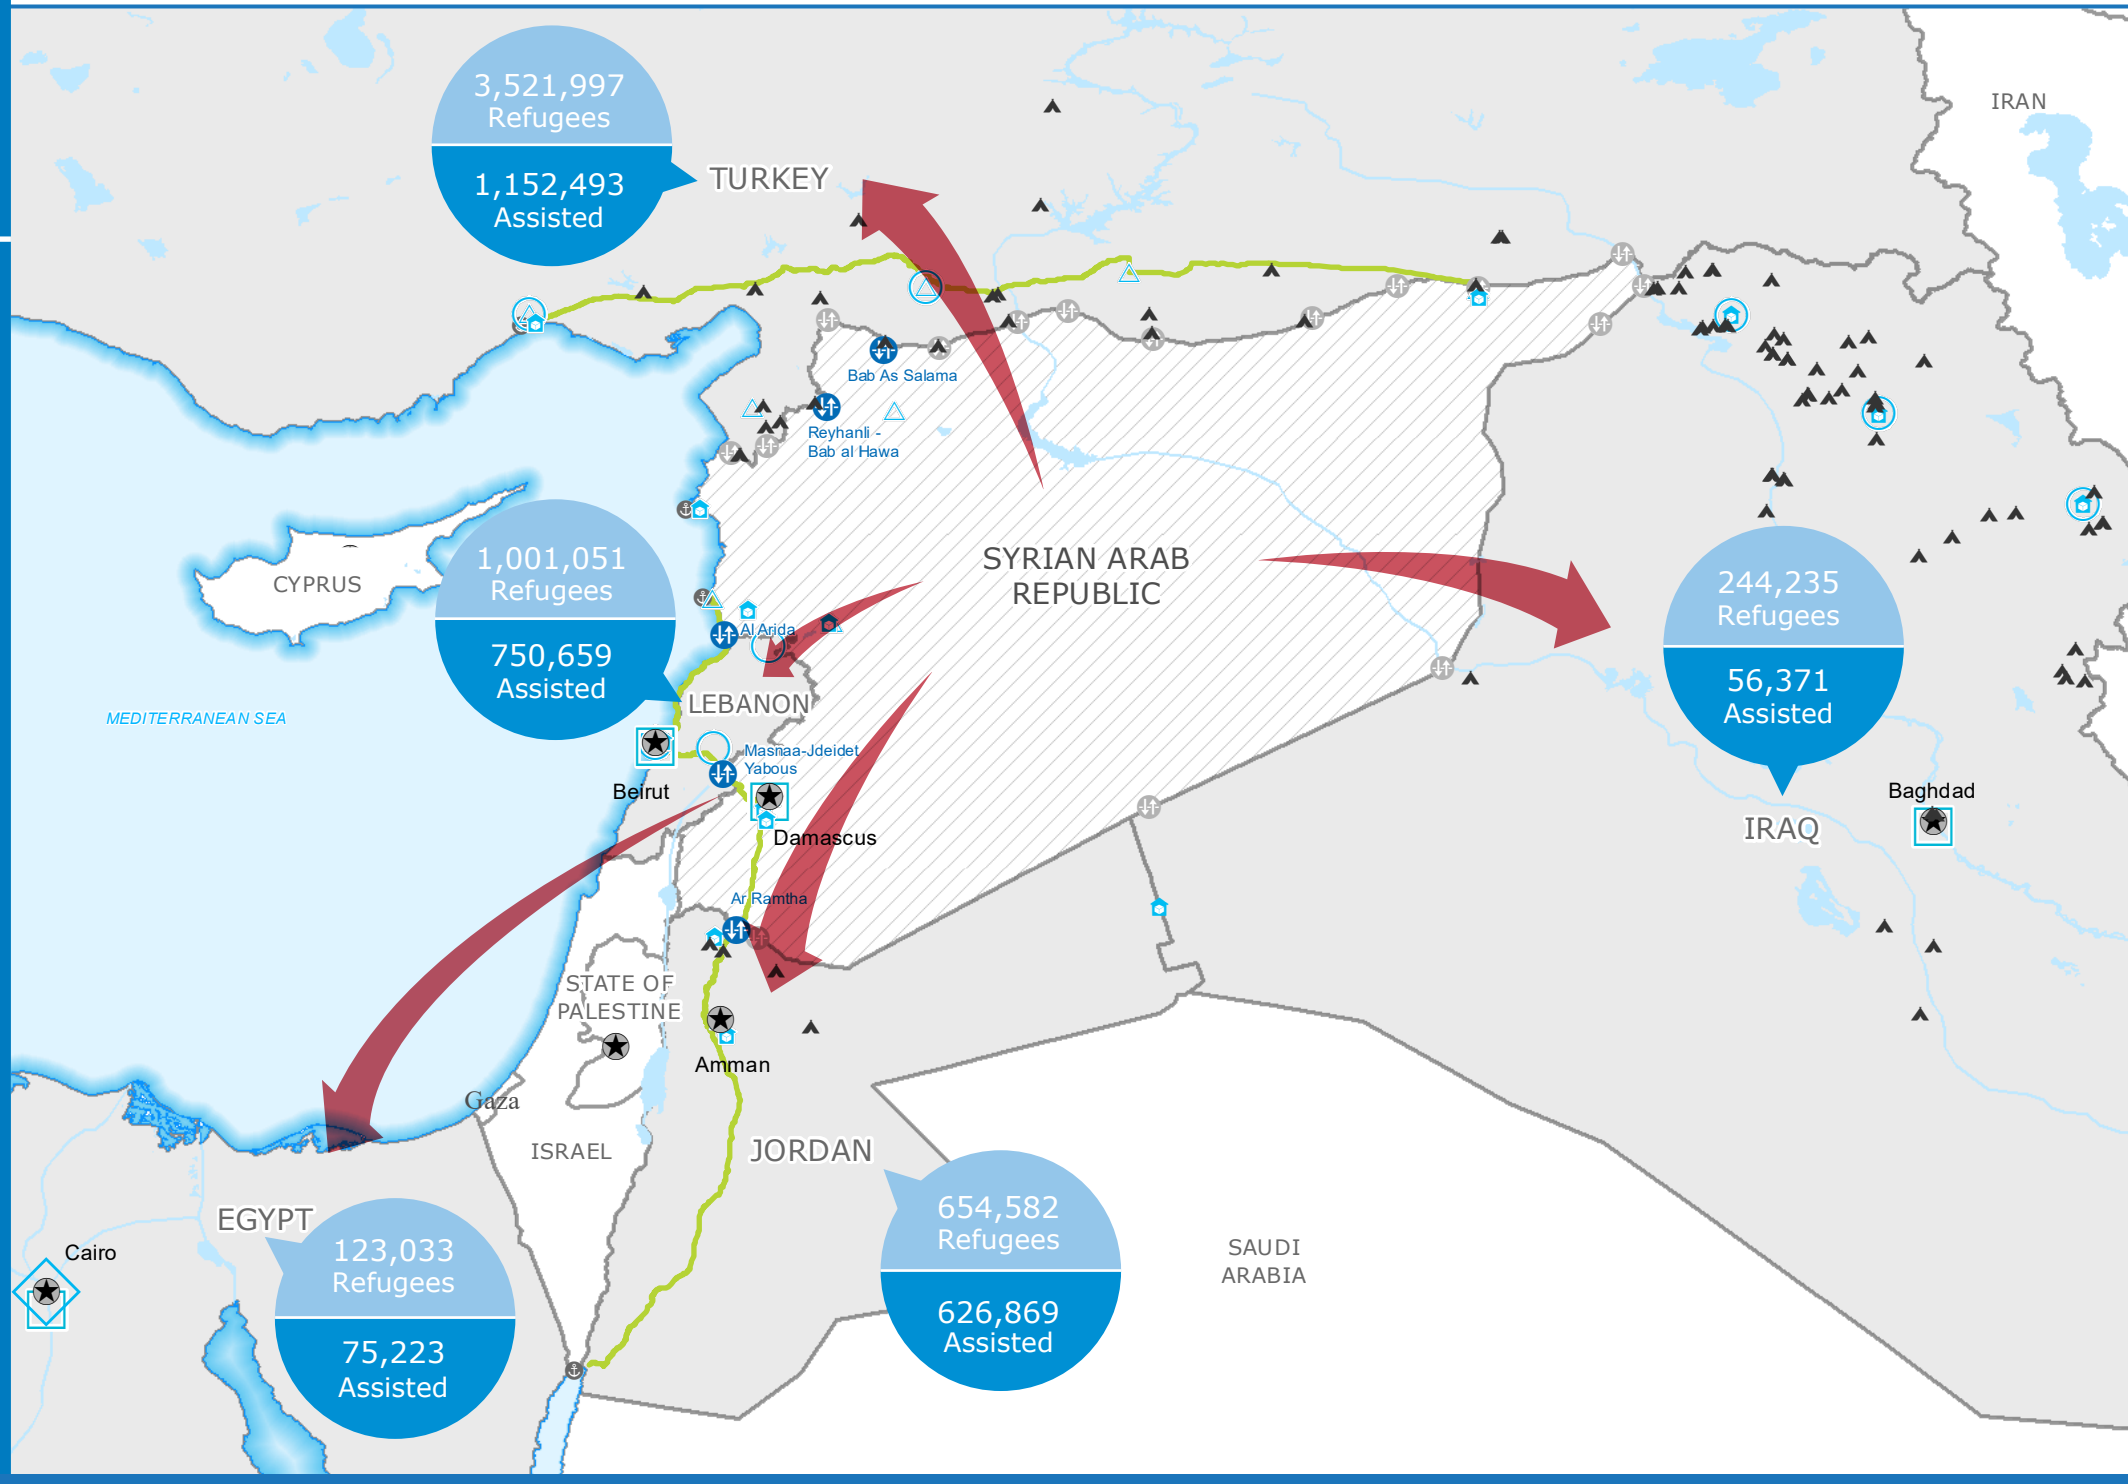 3,521,997
Refugees
1,152,493
Assisted
TURKEY
IRAN
Bab As Salama
Reyhanli -
Bab al Hawa
SYRIAN ARAB
REPUBLIC
CYPRUS
1,001,051
Refugees
750,659
Assisted
244,235
Refugees
56,371
Assisted
Al Arida
LEBANON
MEDITERRANEAN SEA
Masnaa-Jdeidet
Yabous
Beirut
Damascus
Baghdad
IRAQ
Ar Ramtha
STATE OF
PALESTINE
Amman
Gaza
ISRAEL
JORDAN
EGYPT
Cairo
123,033
Refugees
75,223
Assisted
654,582
Refugees
626,869
Assisted
SAUDI
ARABIA